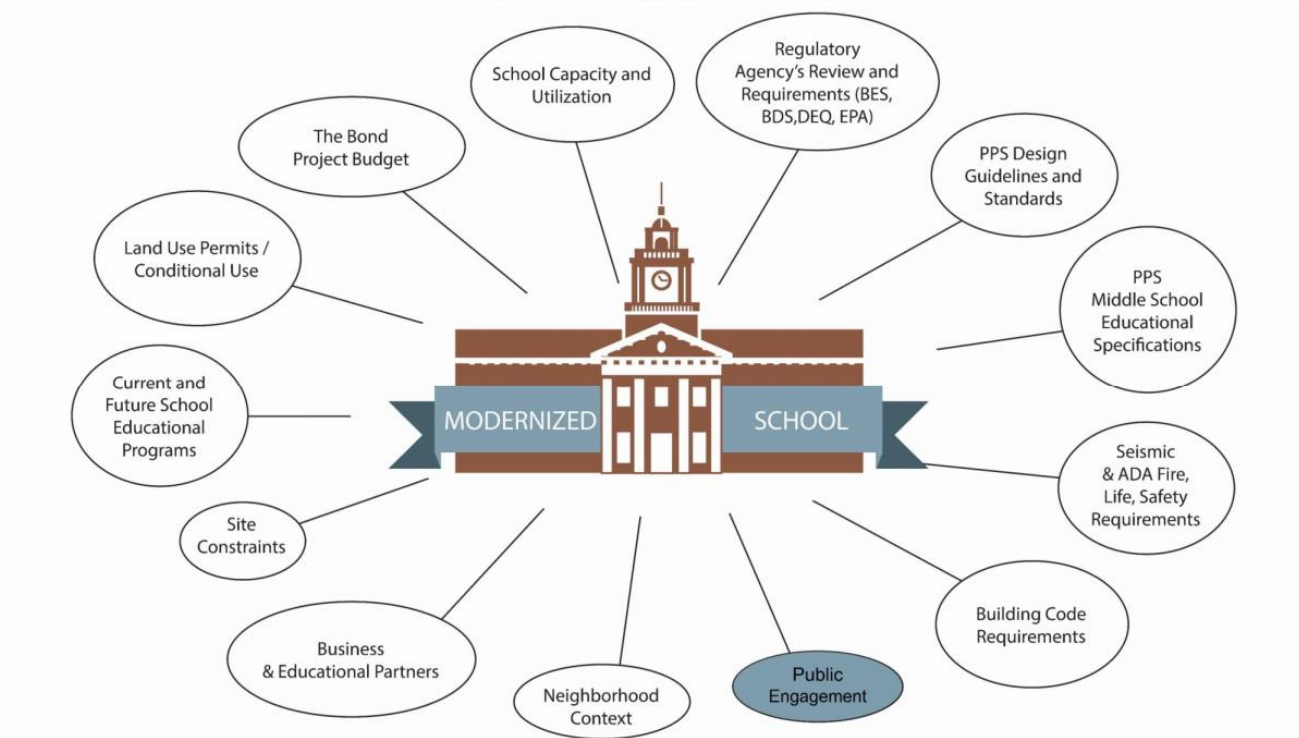 School Capacity and
Utilization
Regulatory
Agency's Review and
Requirements (BES,
BDS,DEQ, EPA)
The Bond
Project Budget
PPS Design
Guidelines and
Standards
Land Use Permits /
Conditional Use
PPS
Middle School
Educational
Specifications
Current and
Future School
Educational
Programs
MODERNIZED SCHOOL
Seismic
& ADA Fire,
Life, Safety
Requirements
Site
Constraints
Building Code
Requirements
Business
& Educational Partners
Neighborhood
Context
Public
Engagement